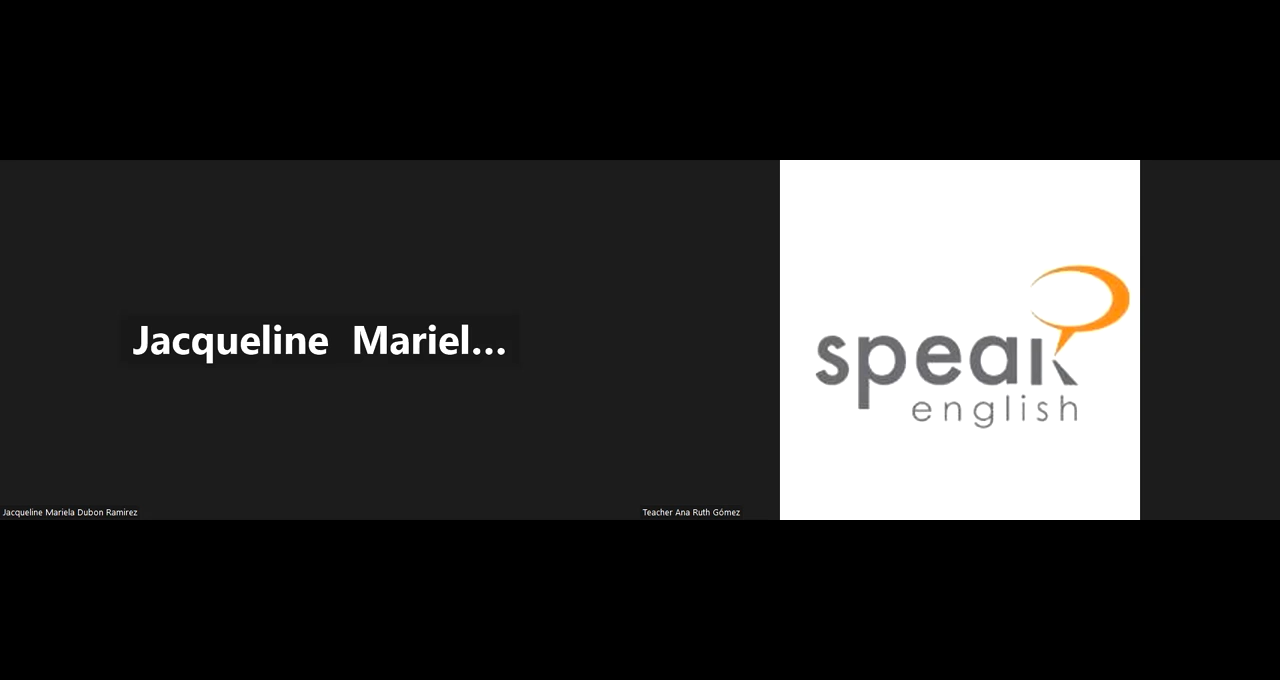 Jacqueline Mariel...
speak
english
Jacqueline Mariela Dubon Ramirez
Teacher Ana Ruth Gómez